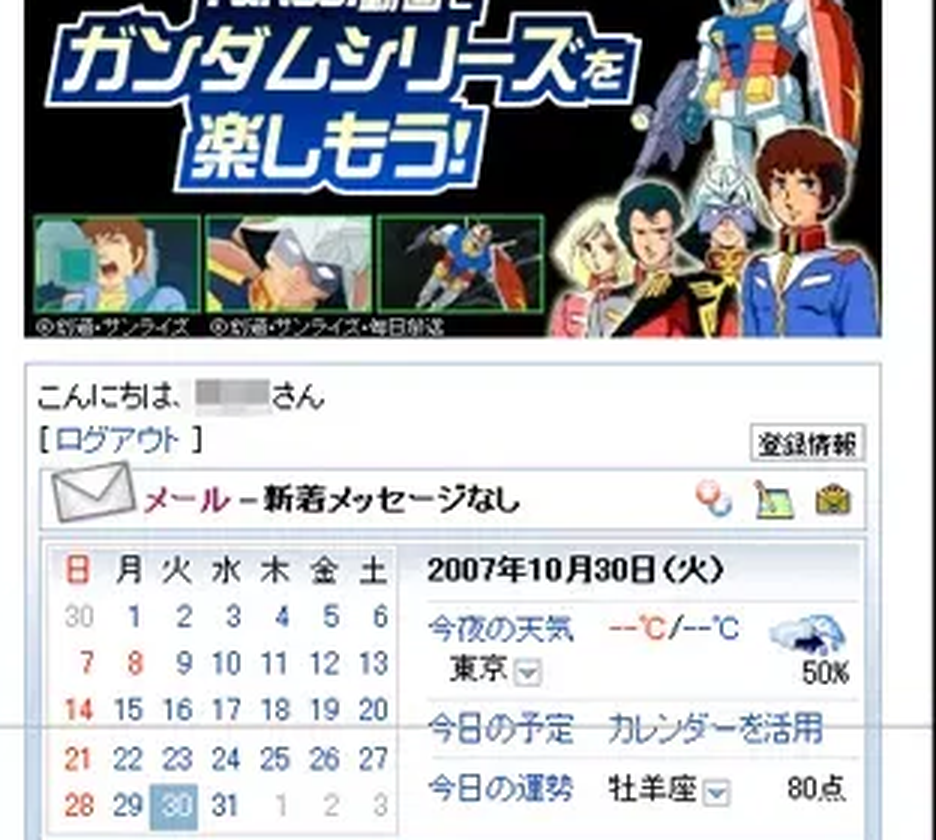 ガンダムシリーズを
楽しもう!
©創通・サンライズ ©創通・サンライズ・毎日放送
こんにちは、 さん
[ ログアウト ] 登録情報
メール - 新着メッセージなし
日 月 火 水 木 金 土
30 1 2 3 4 5 6
7 8 9 10 11 12 13
14 15 16 17 18 19 20
21 22 23 24 25 26 27
28 29 30 31 1 2 3
2007年10月30日(火)
今夜の天気 --℃/--℃
東京 50%
今日の予定 カレンダーを活用
今日の運勢 牡羊座 80点